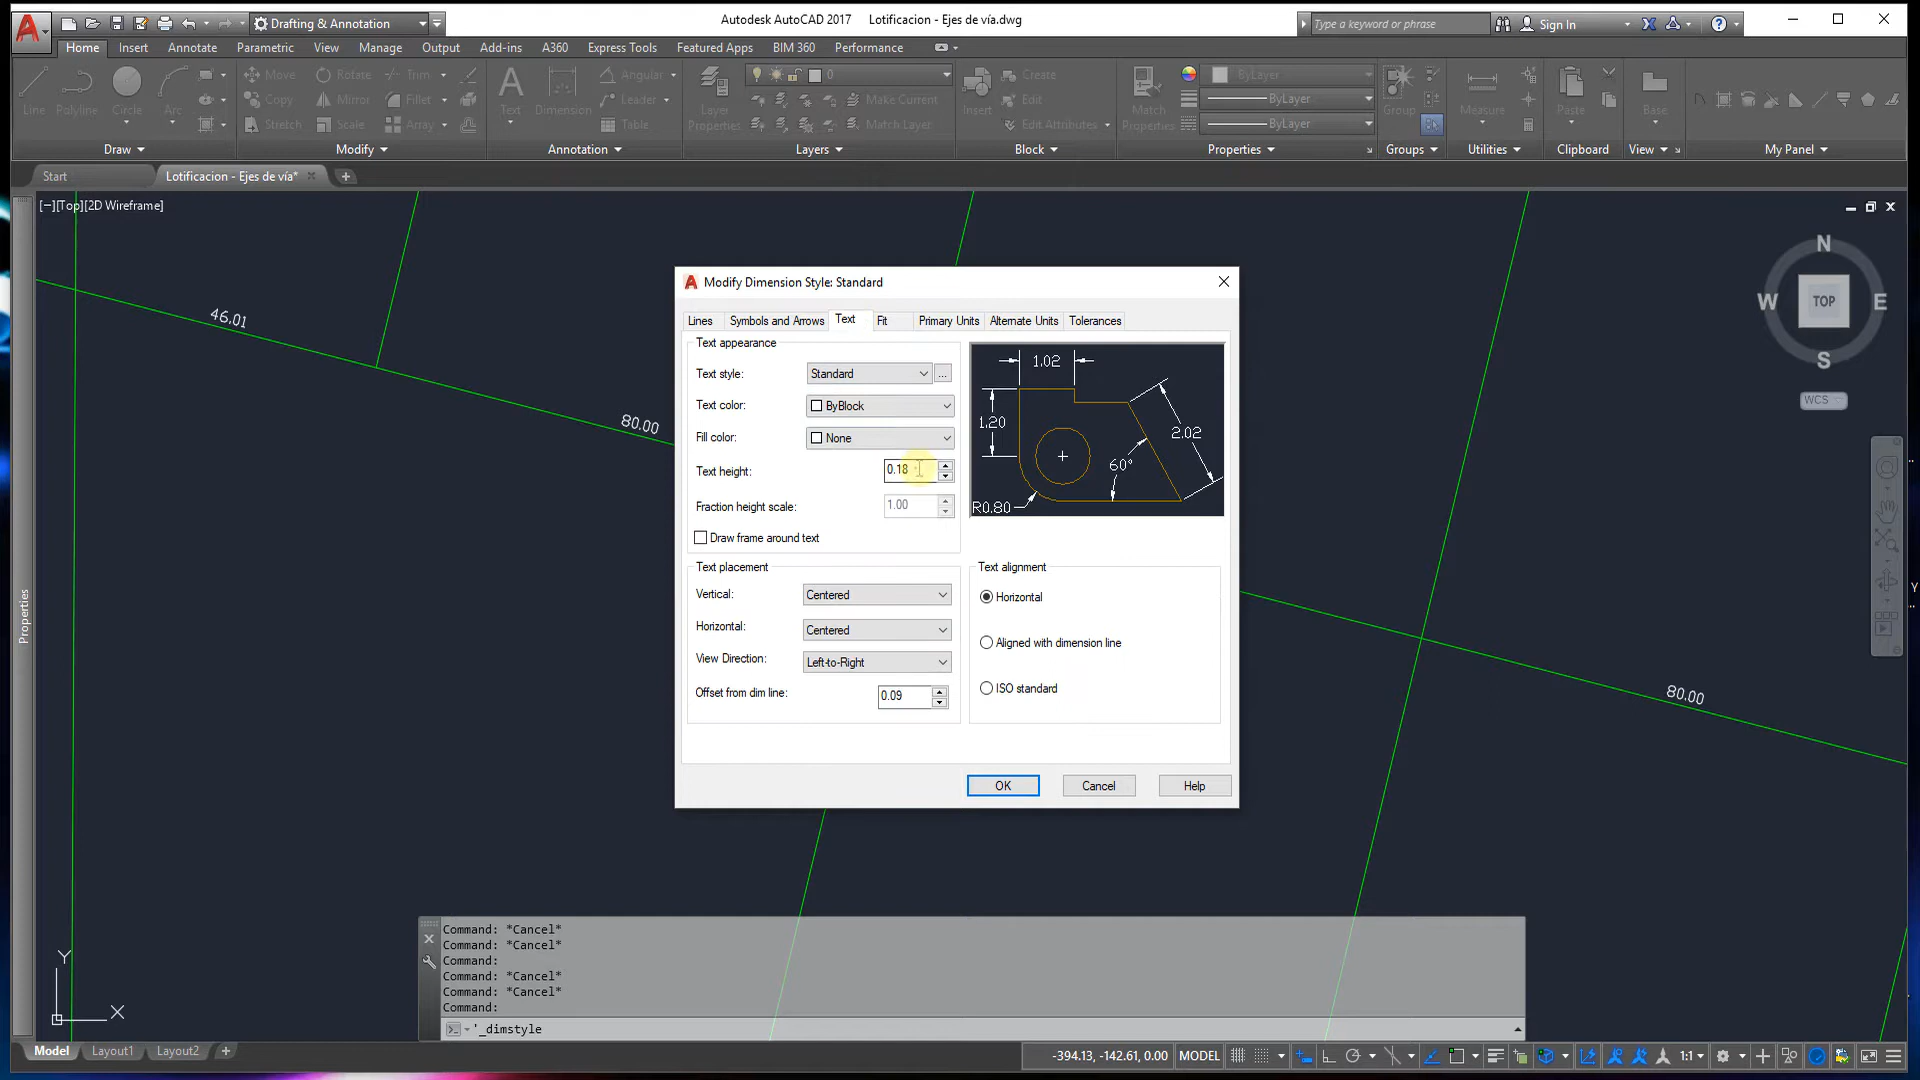 Drafting & Annotation
Autodesk AutoCAD 2017 Lotificacion - Ejes de vía.dwg
Type a keyword or phrase
Sign In
Home Insert Annotate Parametric View Manage Output Add-ins A360 Express Tools Featured Apps BIM 360 Performance
Line Polyline Circle Arc
Move Rotate Trim
Copy Mirror Fillet
Stretch Scale Array
Text Dimension
Angular
Leader
Table
Layer
Properties
0
Make Current
Match Layer
Insert
Create
Edit
Edit Attributes
Match
Properties
ByLayer
ByLayer
ByLayer
Group
Measure
Paste
Base
Draw Modify Annotation Layers Block Properties Groups Utilities Clipboard View My Panel
Start Lotificacion - Ejes de vía*
[−][Top][2D Wireframe]
N
W TOP E
S
WCS
46.01
80.00
80.00
Properties
Modify Dimension Style: Standard
Lines Symbols and Arrows Text Fit Primary Units Alternate Units Tolerances
Text appearance
Text style: Standard ...
Text color: ByBlock
Fill color: None
Text height: 0.18
Fraction height scale: 1.00
Draw frame around text
1.02
1.20
2.02
60°
R0.80
Text placement
Vertical: Centered
Horizontal: Centered
View Direction: Left-to-Right
Offset from dim line: 0.09
Text alignment
Horizontal
Aligned with dimension line
ISO standard
OK Cancel Help
Command: *Cancel*
Command: *Cancel*
Command:
Command: *Cancel*
Command: *Cancel*
Command:
'_dimstyle
Y
X
Y
Model Layout1 Layout2 +
-394.13, -142.61, 0.00 MODEL 1:1